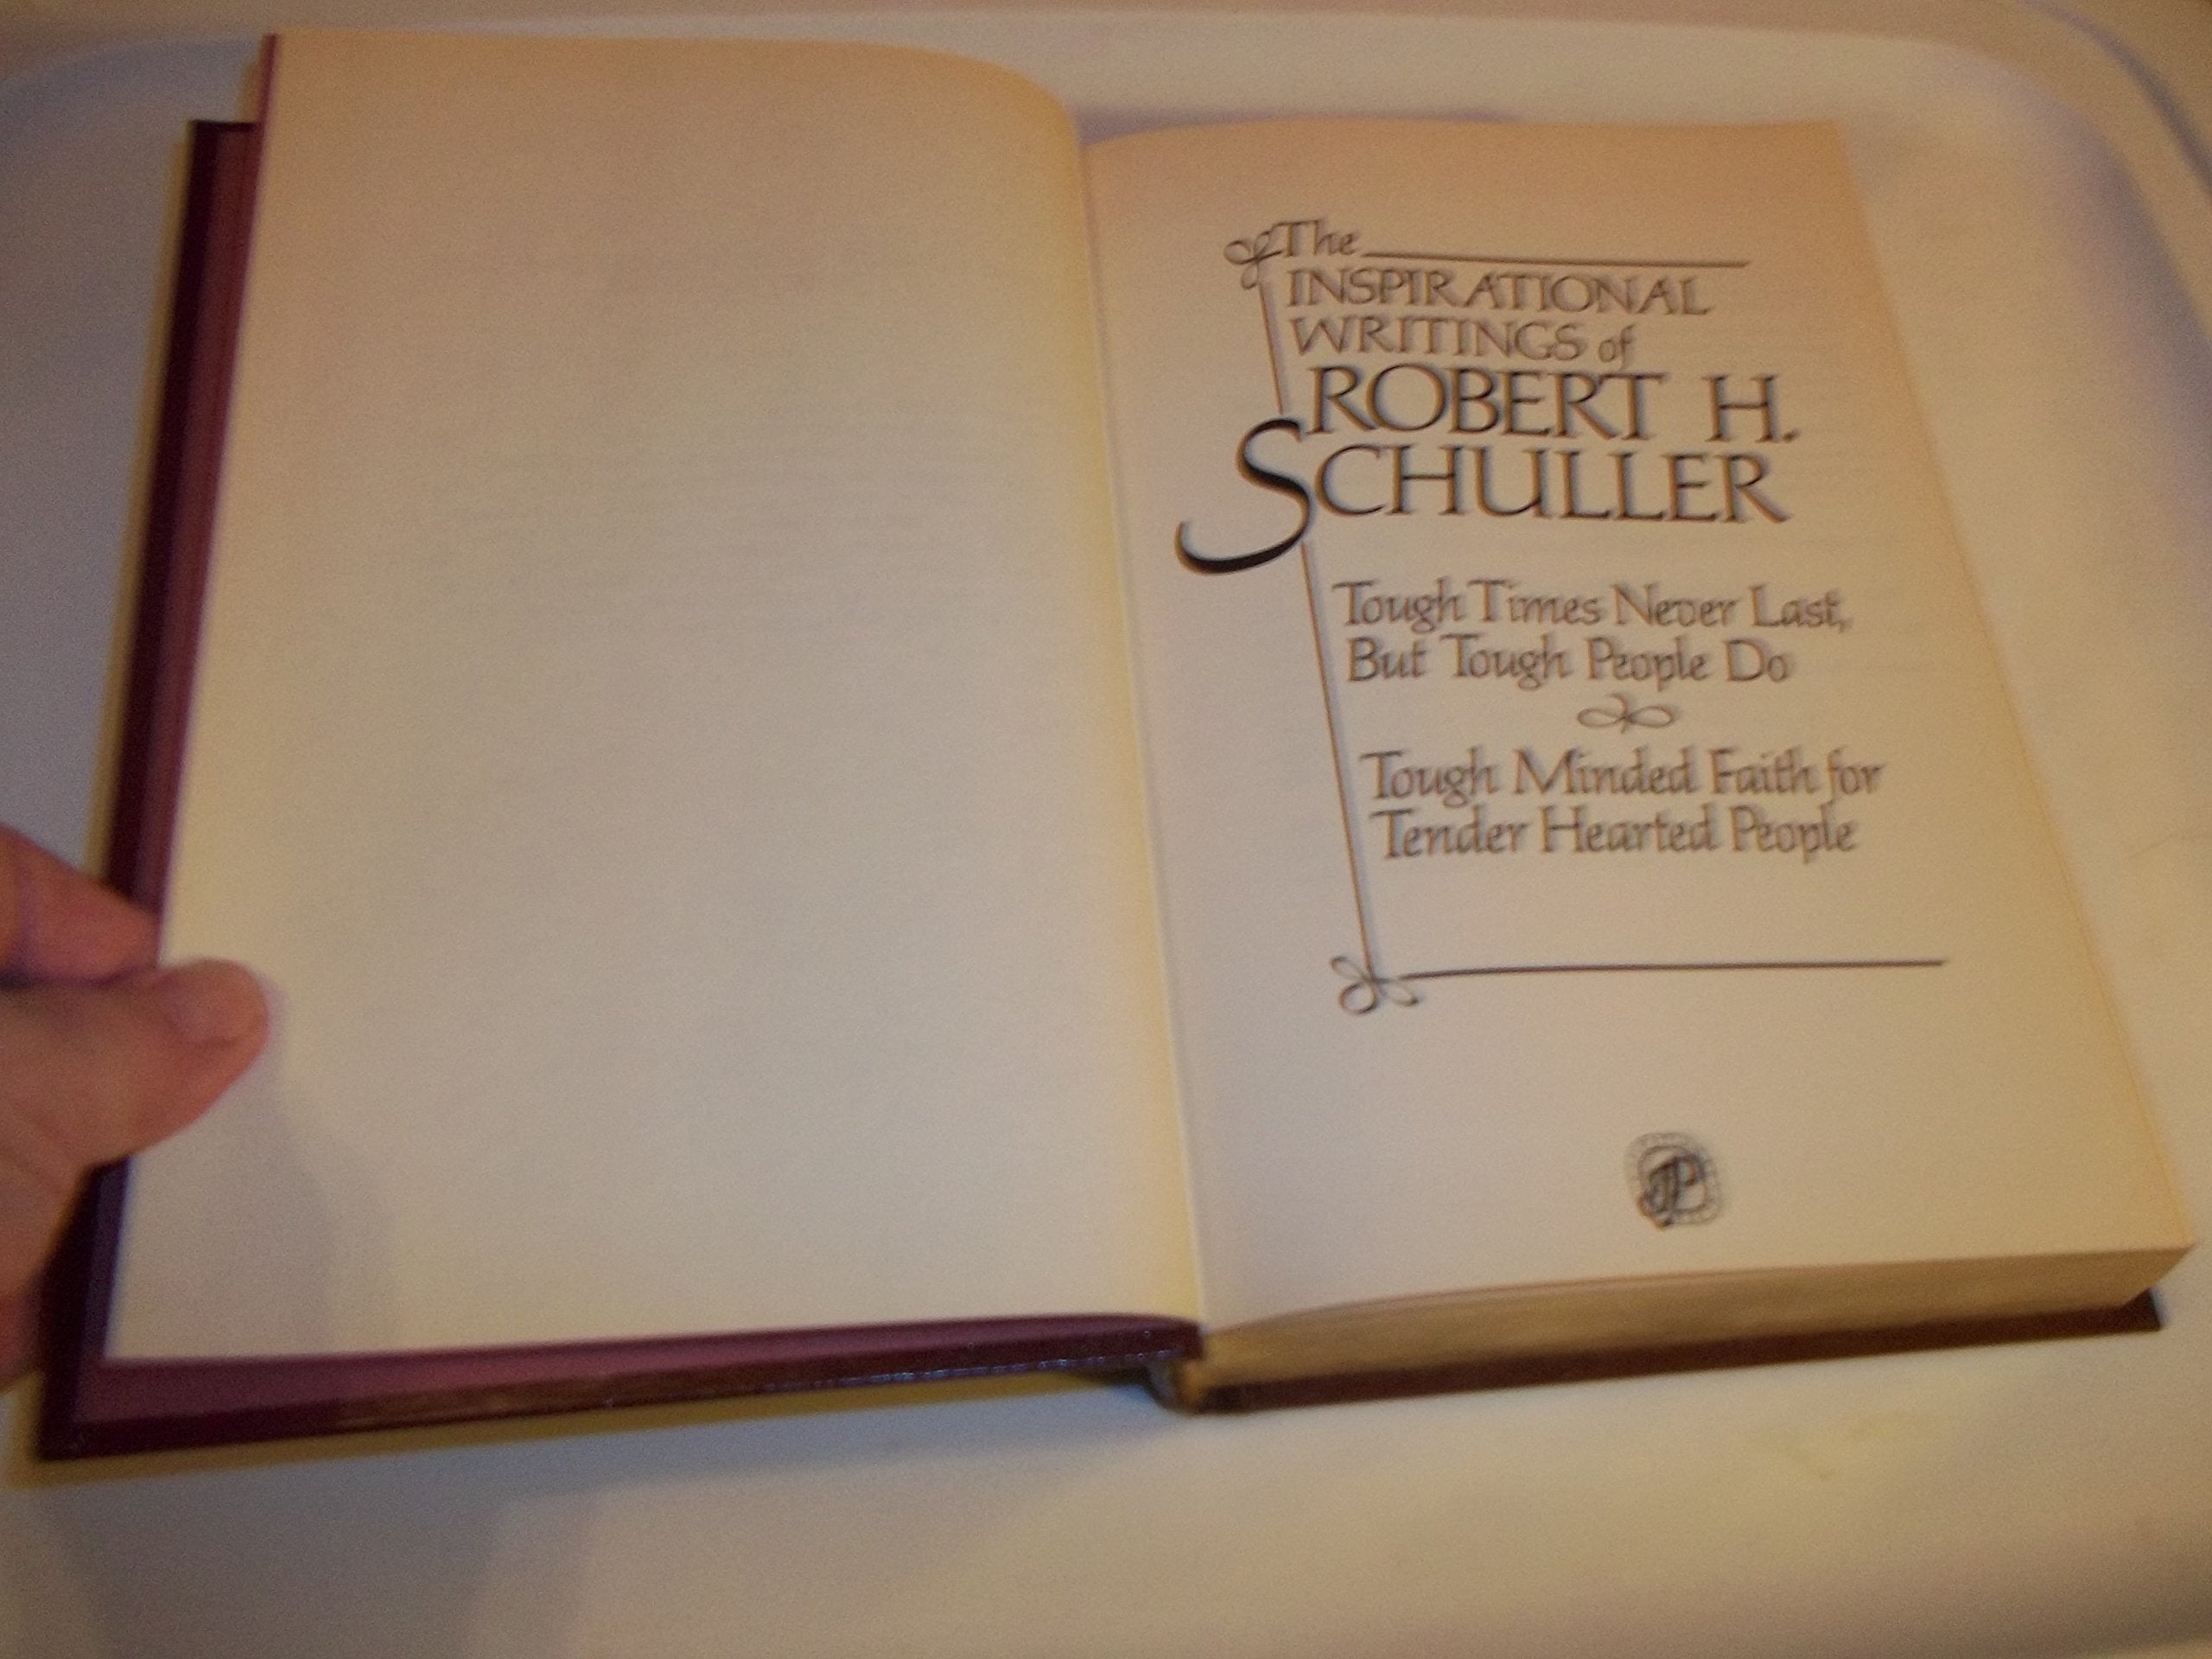 The
INSPIRATIONAL
WRITINGS of
ROBERT H.
SCHULLER
Tough Times Never Last,
But Tough People Do
Tough Minded Faith for
Tender Hearted People